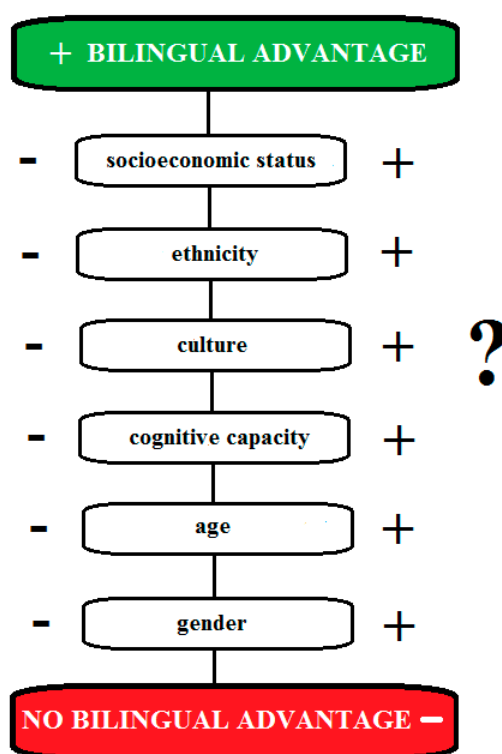 + BILINGUAL ADVANTAGE
- socioeconomic status +
- ethnicity +
- culture +
?
- cognitive capacity +
- age +
- gender +
NO BILINGUAL ADVANTAGE -